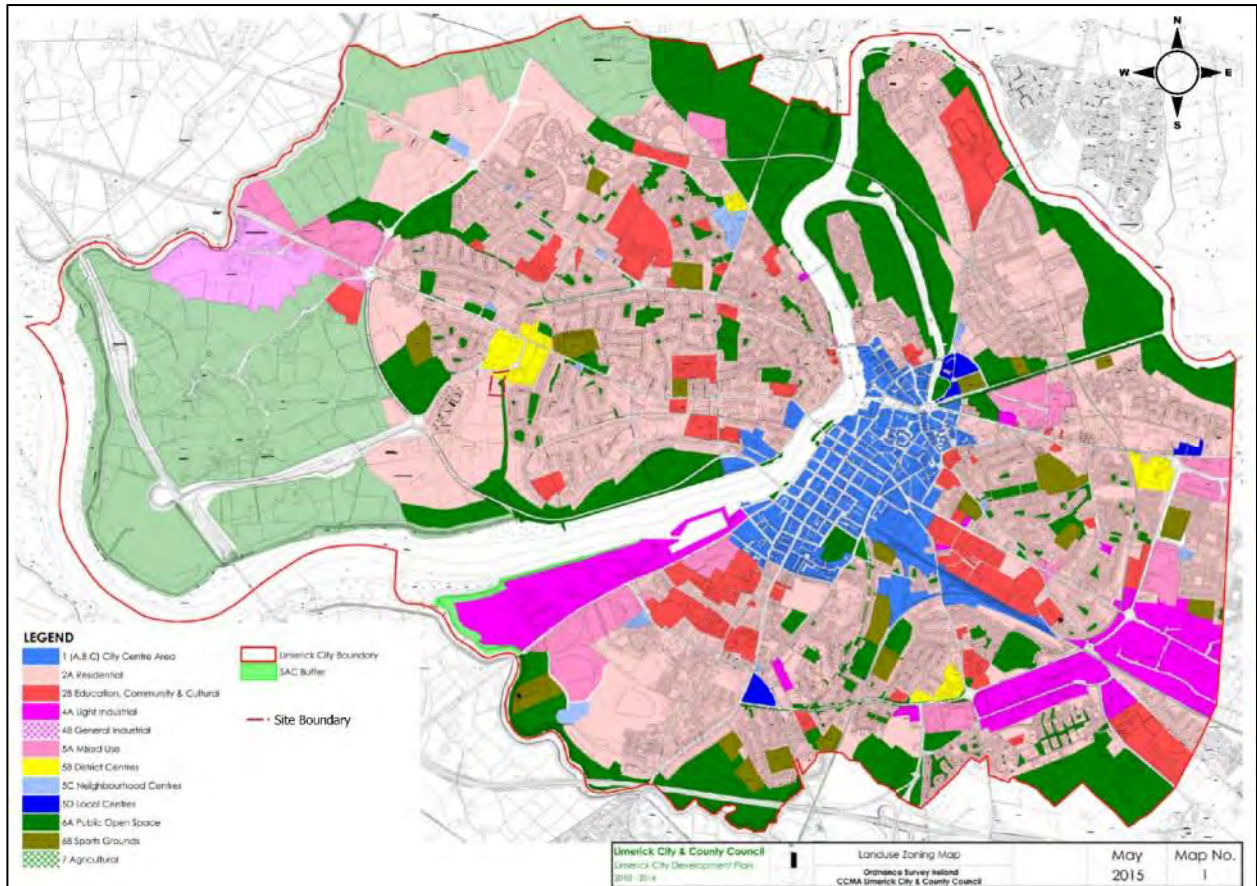 N
W E
S
LEGEND
1 (A,B,C) City Centre Area
2A Residential
2B Education, Community & Cultural
4A Light Industrial
4B General Industrial
5A Mixed Use
5B District Centres
5C Neighbourhood Centres
5D Local Centres
6A Public Open Space
6B Sports Grounds
7 Agricultural
Limerick City Boundary
SAC Buffer
Site Boundary
Limerick City & County Council
Limerick City Development Plan
2010 - 2016
Landuse Zoning Map
Ordnance Survey Ireland
CCMA Limerick City & County Council
May
2015
Map No.
1